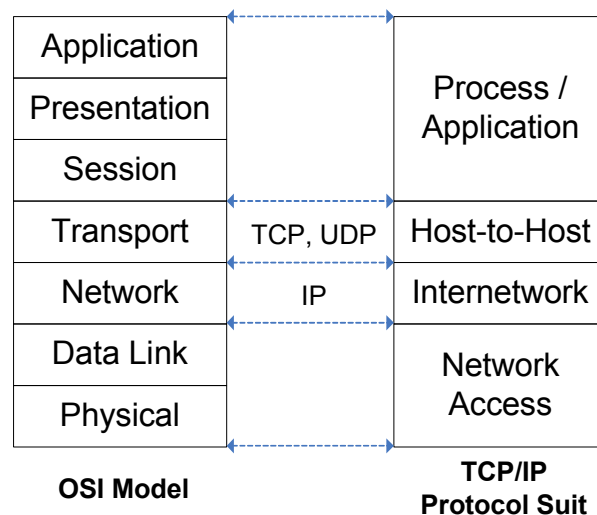 Application
Presentation
Session
Transport
Network
Data Link
Physical
OSI Model
TCP, UDP
IP
Process /
Application
Host-to-Host
Internetwork
Network
Access
TCP/IP
Protocol Suit